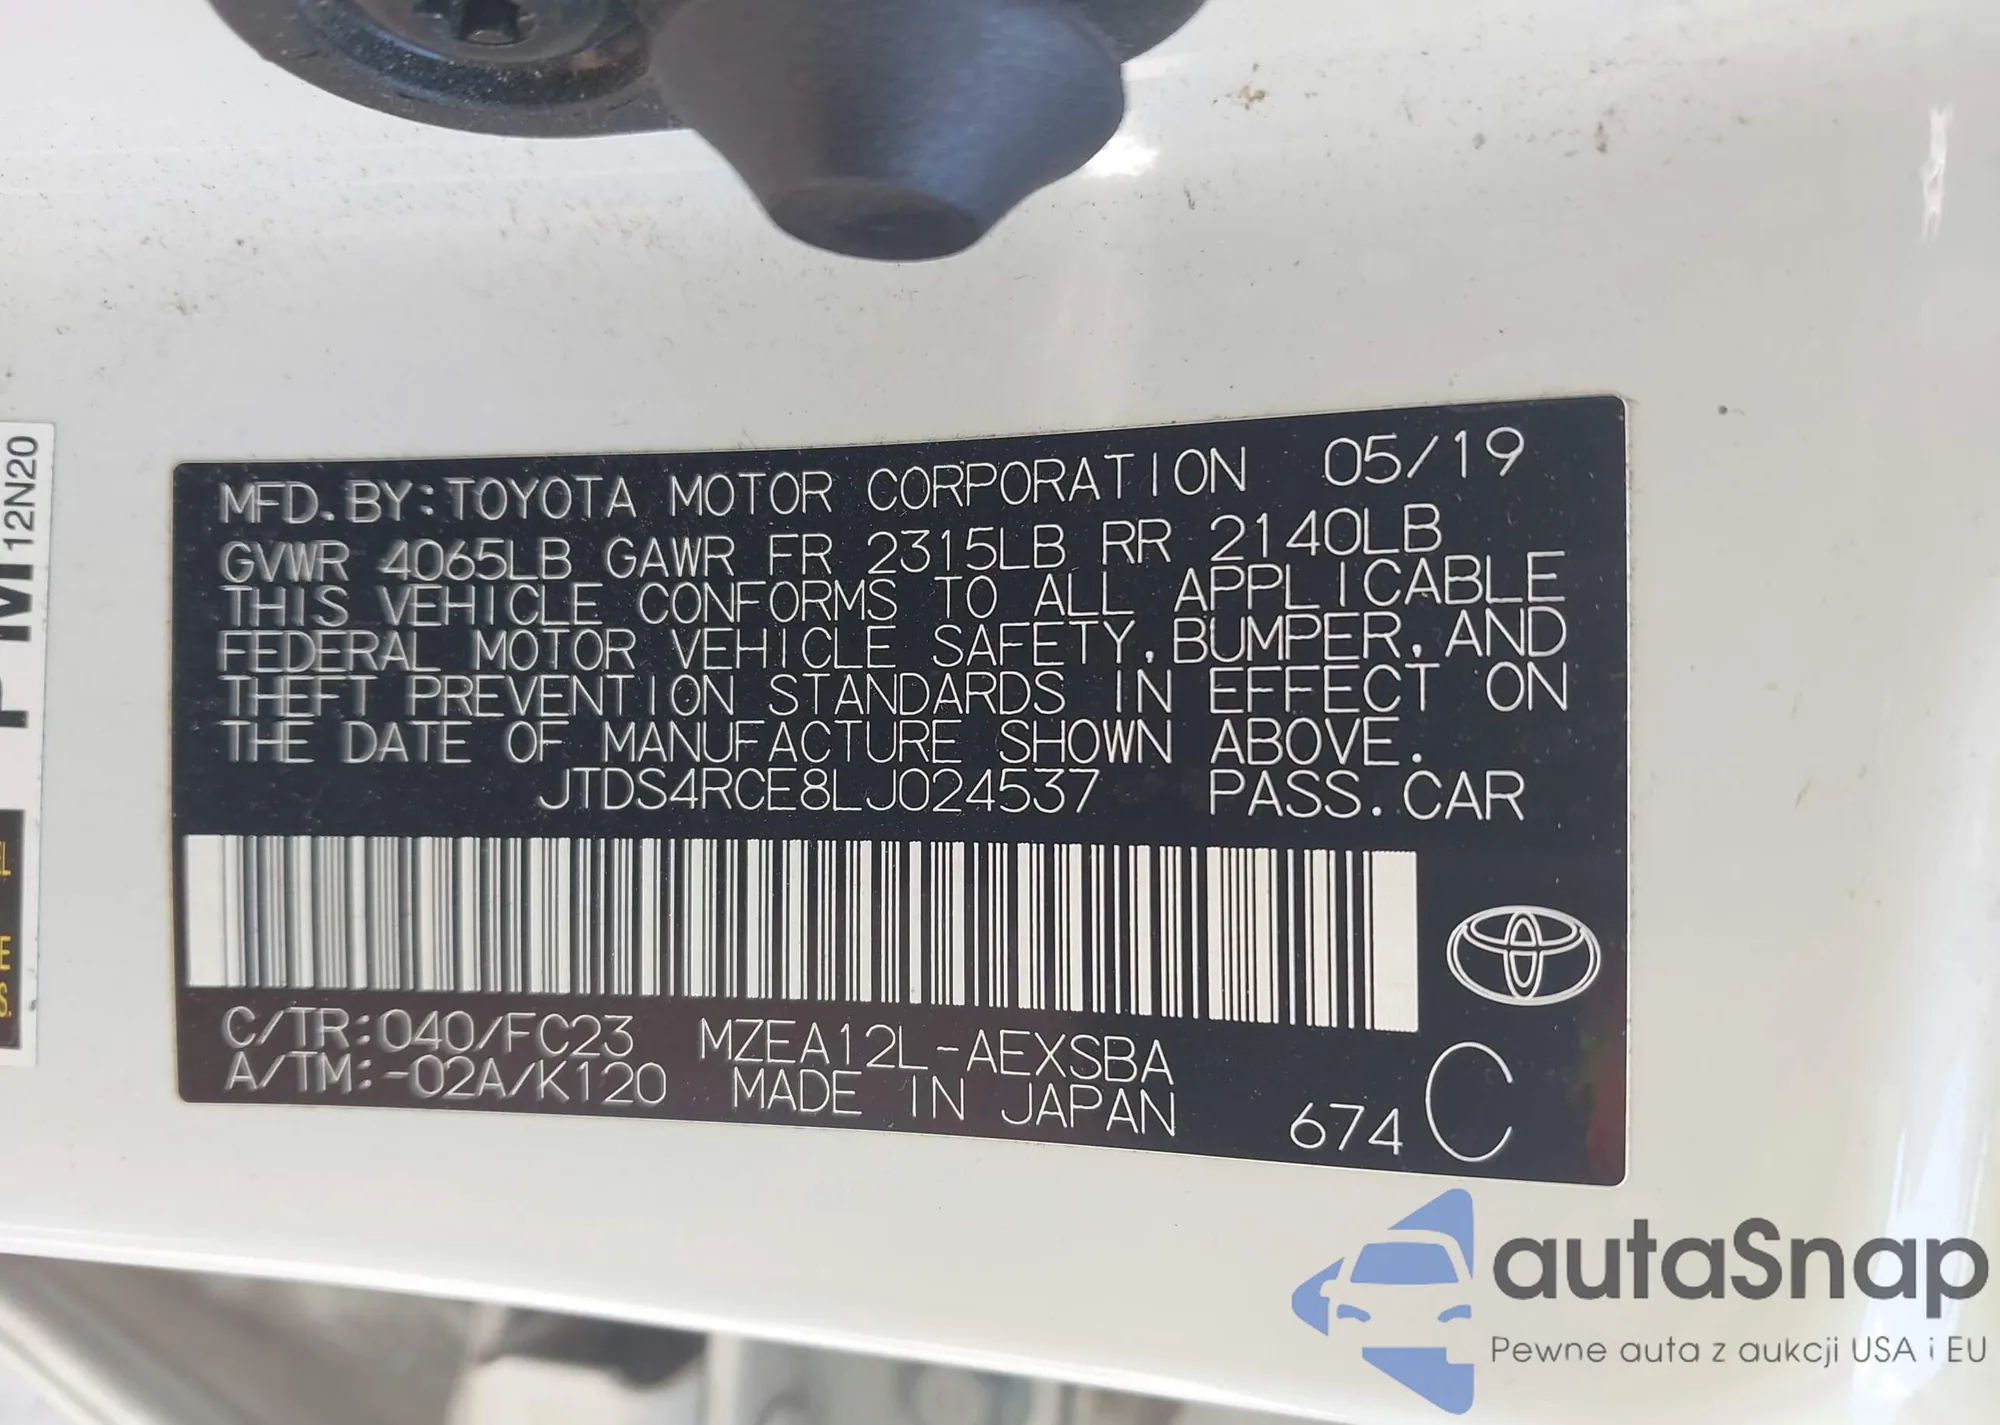 MFD. BY: TOYOTA MOTOR CORPORATION 05/19
GVWR 4065LB GAWR FR 2315LB RR 2140LB
THIS VEHICLE CONFORMS TO ALL APPLICABLE
FEDERAL MOTOR VEHICLE SAFETY, BUMPER, AND
THEFT PREVENTION STANDARDS IN EFFECT ON
THE DATE OF MANUFACTURE SHOWN ABOVE.
JTDS4RCE8LJ024537 PASS. CAR
C/TR:040/FC23 MZEA12L-AEXSBA
A/TM:-02A/K120 MADE IN JAPAN
674 C
12N20
autaSnap
Pewne auta z aukcji USA i EU